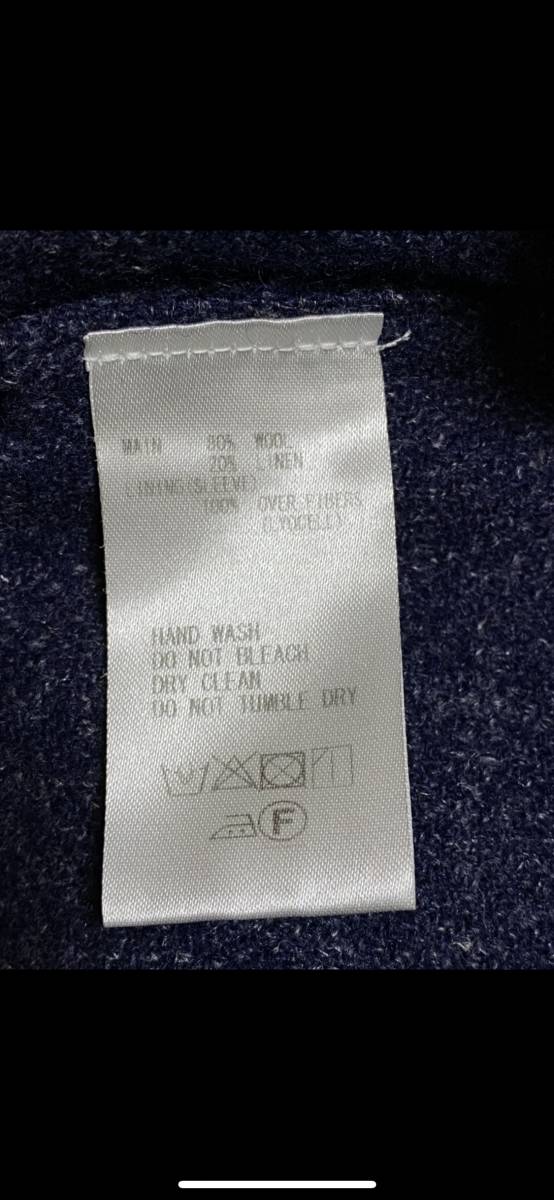 MAIN 80% WOOL
20% LINEN
LINING(SLEEVE)
100% OVER FIBERS
(LYOCELL)
HAND WASH
DO NOT BLEACH
DRY CLEAN
DO NOT TUMBLE DRY
F